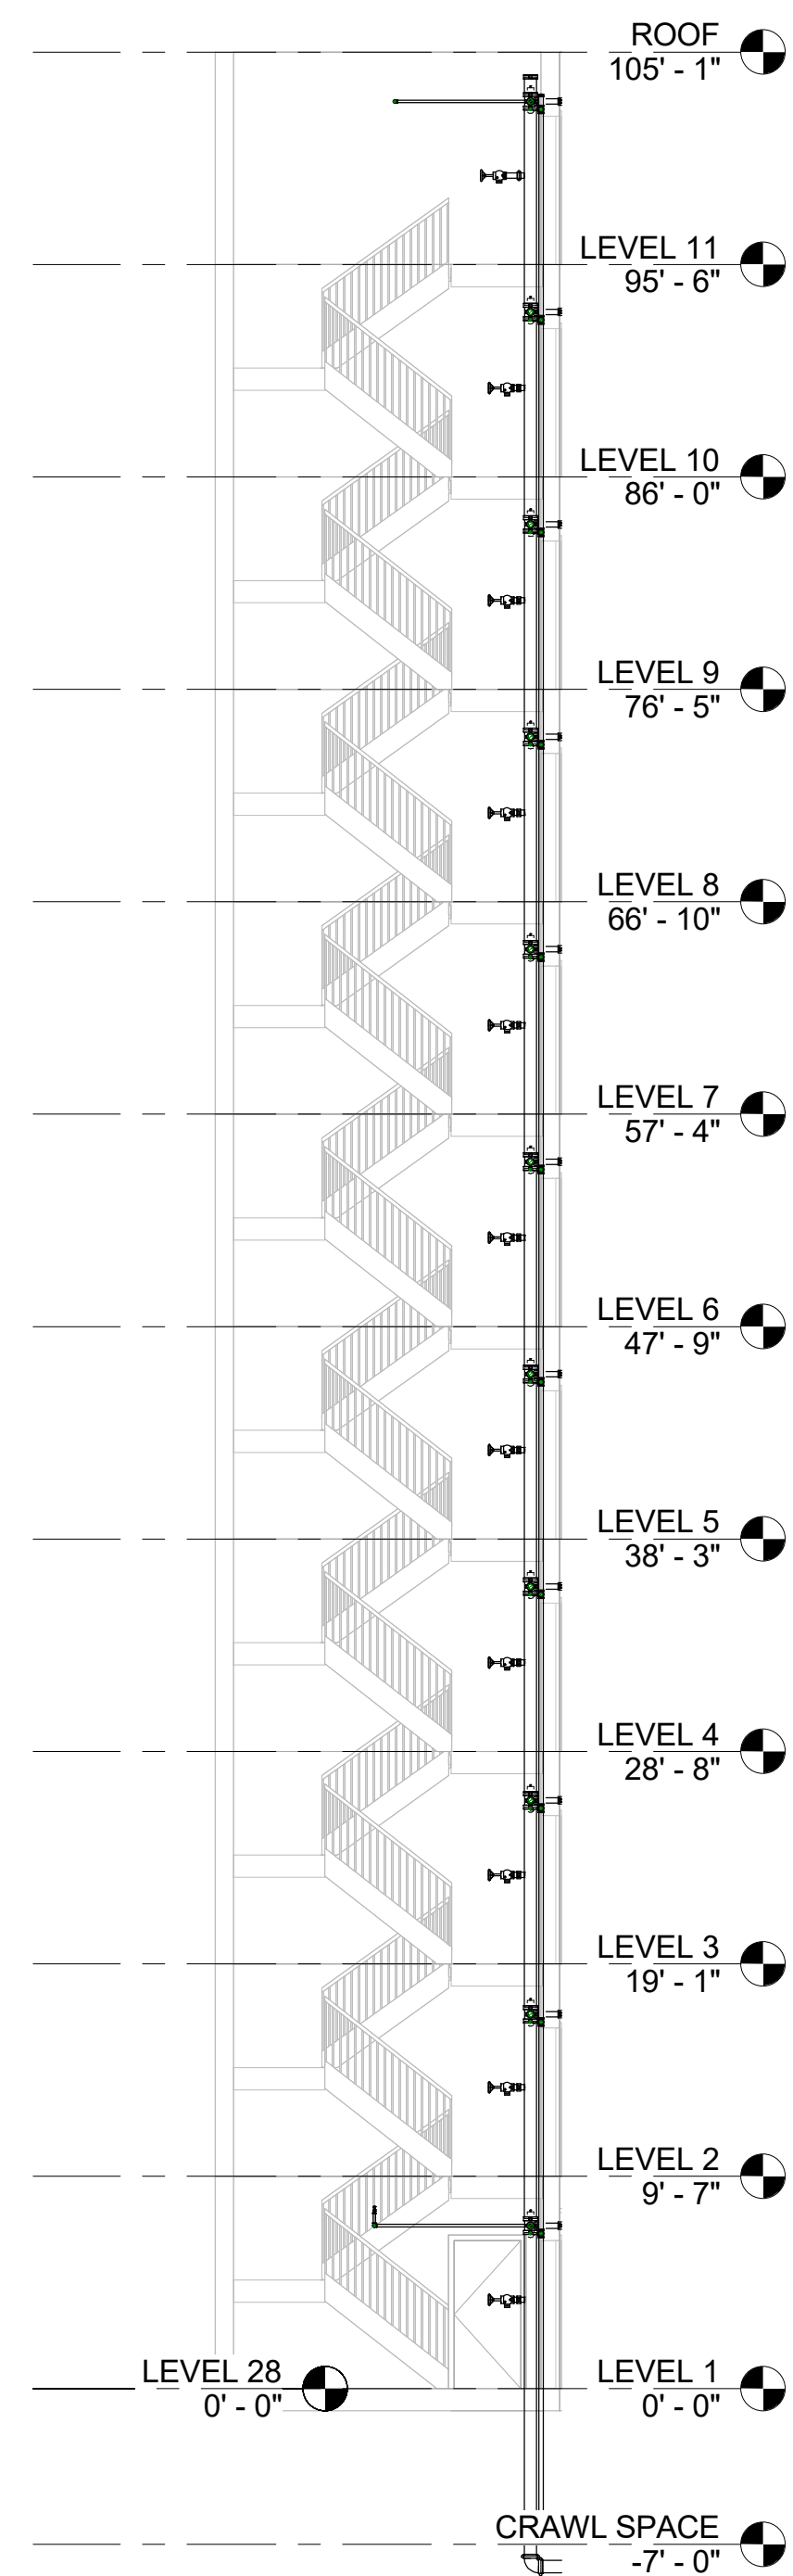 ROOF
105' - 1"
LEVEL 11
95' - 6"
LEVEL 10
86' - 0"
LEVEL 9
76' - 5"
LEVEL 8
66' - 10"
LEVEL 7
57' - 4"
LEVEL 6
47' - 9"
LEVEL 5
38' - 3"
LEVEL 4
28' - 8"
LEVEL 3
19' - 1"
LEVEL 2
9' - 7"
LEVEL 28
0' - 0"
LEVEL 1
0' - 0"
CRAWL SPACE
-7' - 0"